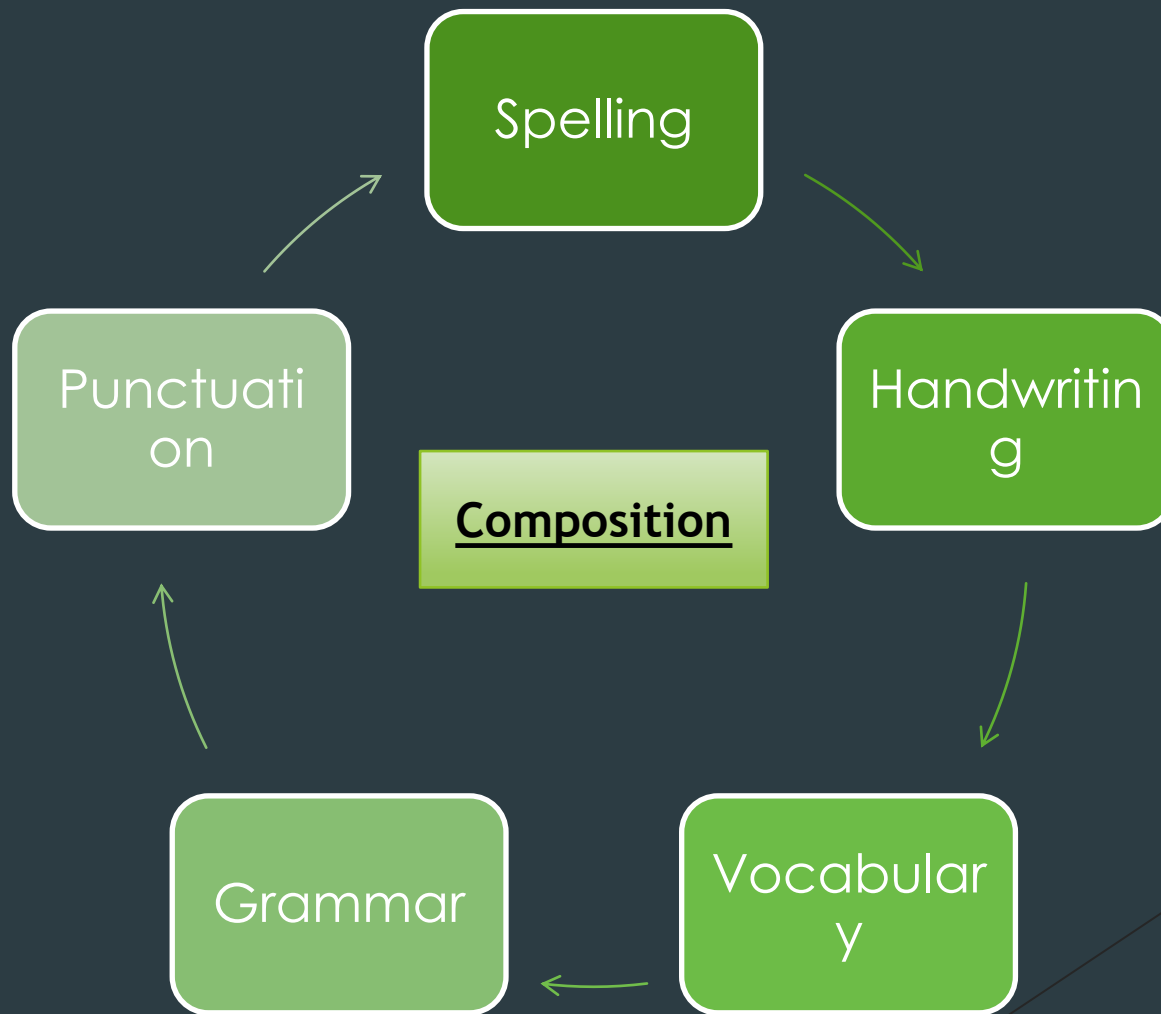 Spelling
Handwritin
g
Vocabular
y
Grammar
Punctuati
on
Composition